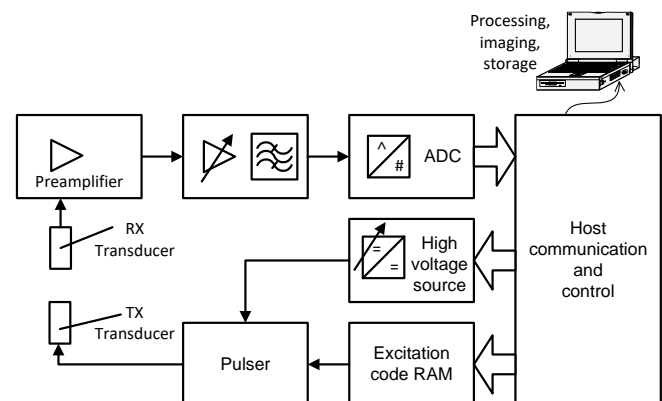 Processing,
imaging,
storage
Preamplifier
^
#
ADC
RX
Transducer
=
=
High
voltage
source
Host
communication
and
control
TX
Transducer
Pulser
Excitation
code RAM